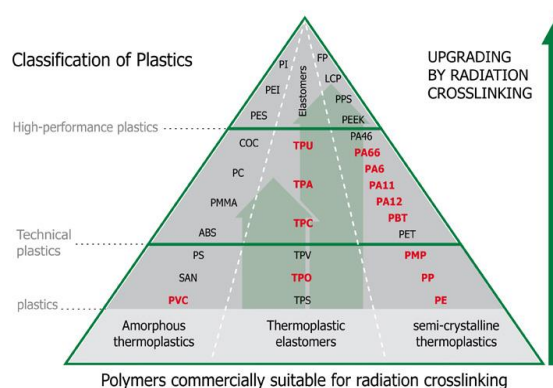 Classification of Plastics
UPGRADING
BY RADIATION
CROSSLINKING
PI
Elastomers
FP
PEI
LCP
PES
PPS
PEEK
High-performance plastics
COC
TPU
PA46
PA66
PC
TPA
PA6
PA11
PMMA
PA12
TPC
PBT
ABS
PET
Technical
plastics
PS
TPV
PMP
SAN
TPO
PP
plastics
PVC
TPS
PE
Amorphous
thermoplastics
Thermoplastic
elastomers
semi-crystalline
thermoplastics
Polymers commercially suitable for radiation crosslinking